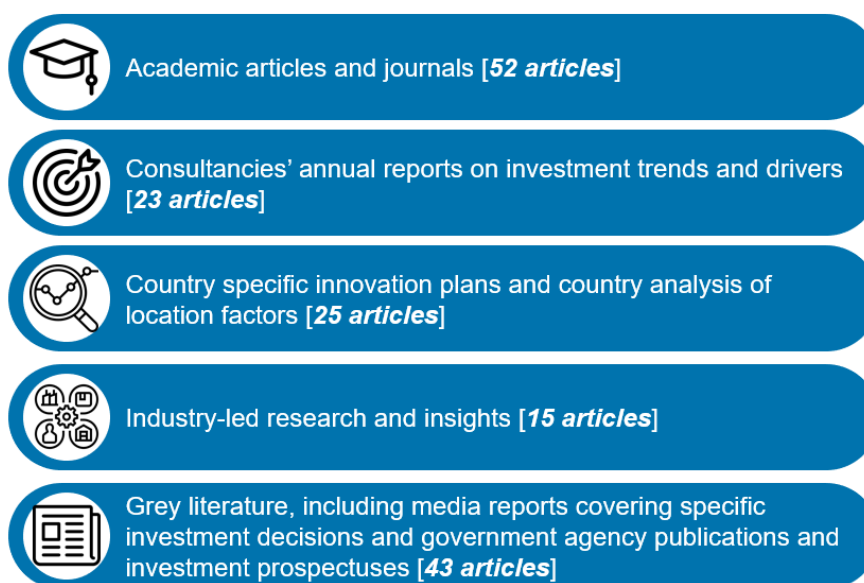 Academic articles and journals [52 articles]
Consultancies’ annual reports on investment trends and drivers
[23 articles]
Country specific innovation plans and country analysis of
location factors [25 articles]
Industry-led research and insights [15 articles]
Grey literature, including media reports covering specific
investment decisions and government agency publications and
investment prospectuses [43 articles]